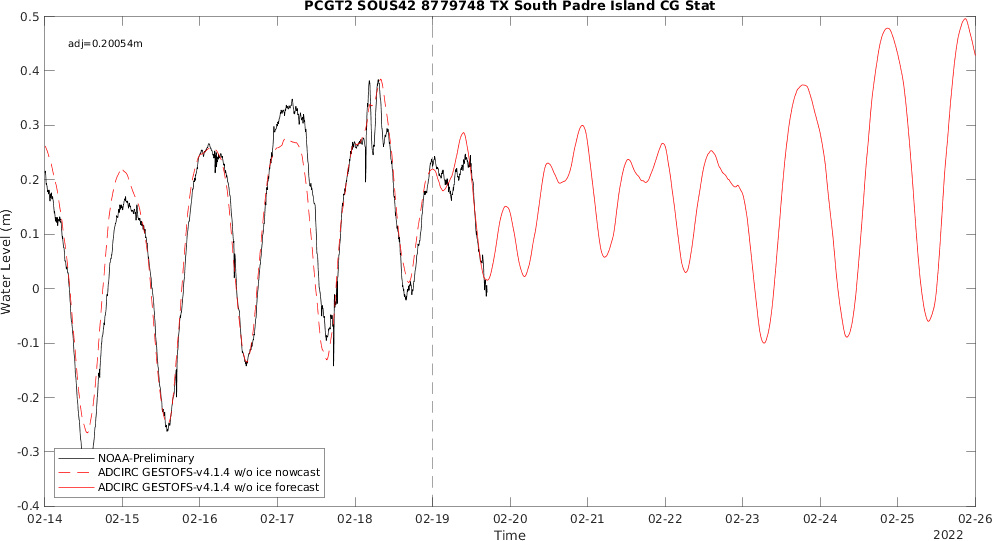 PCGT2 SOUS42 8779748 TX South Padre Island CG Stat
adj=0.20054m
0.5
0.4
0.3
0.2
0.1
0
-0.1
-0.2
-0.3
-0.4
Water Level (m)
NOAA-Preliminary
ADCIRC GESTOFS-v4.1.4 w/o ice nowcast
ADCIRC GESTOFS-v4.1.4 w/o ice forecast
02-14 02-15 02-16 02-17 02-18 02-19 02-20 02-21 02-22 02-23 02-24 02-25 02-26
Time
2022